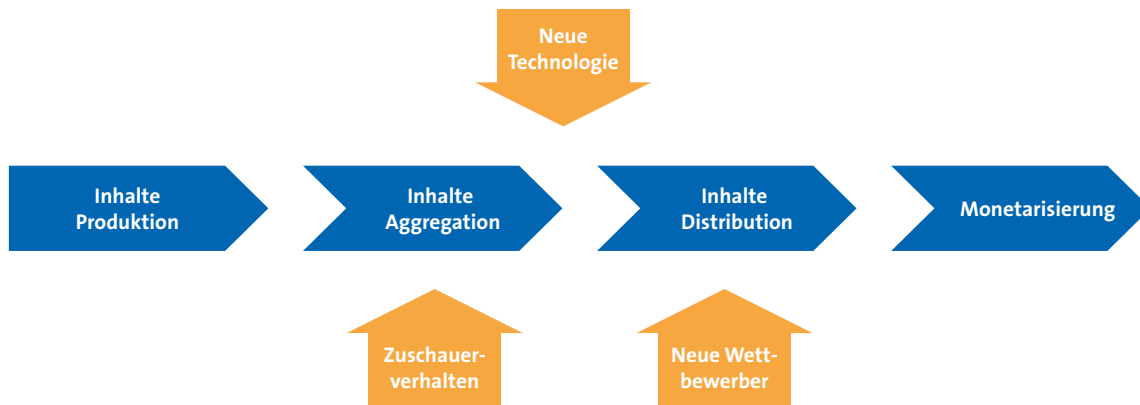 Neue
Technologie
Inhalte
Produktion
Inhalte
Aggregation
Inhalte
Distribution
Monetarisierung
Zuschauer-
verhalten
Neue Wett-
bewerber